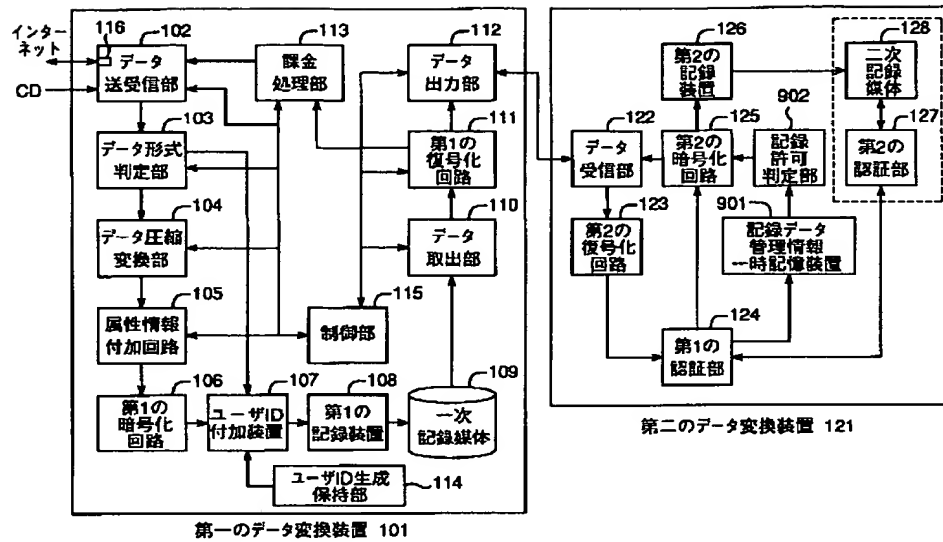 インター
ネット
CD
116
102
データ
送受信部
103
データ形式
判定部
104
データ圧縮
変換部
105
属性情報
付加回路
106
第1の
暗号化
回路
107
ユーザID
付加装置
108
第1の
記録装置
109
一次
記録媒体
ユーザID生成
保持部
114
113
課金
処理部
112
データ
出力部
111
第1の
復号化
回路
110
データ
取出部
115
制御部
第一のデータ変換装置 101
122
データ
受信部
123
第2の
復号化
回路
126
第2の
記録
装置
125
第2の
暗号化
回路
902
記録
許可
判定部
901
記録データ
管理情報
一時記憶装置
124
第1の
認証部
128
二次
記録
媒体
127
第2の
認証部
第二のデータ変換装置 121